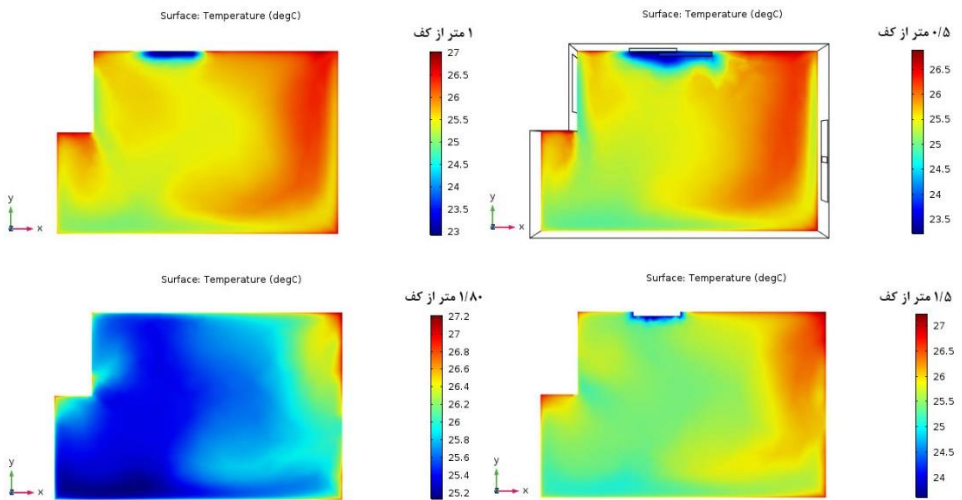 Surface: Temperature (degC)
۱ متر از کف
27
26.5
26
25.5
25
24.5
24
23.5
23
y
z
x
Surface: Temperature (degC)
۰/۵ متر از کف
26.5
26
25.5
25
24.5
24
23.5
y
z
x
Surface: Temperature (degC)
۱/۸۰ متر از کف
27.2
27
26.8
26.6
26.4
26.2
26
25.8
25.6
25.4
25.2
y
z
x
Surface: Temperature (degC)
۱/۵ متر از کف
27
26.5
26
25.5
25
24.5
24
y
z
x